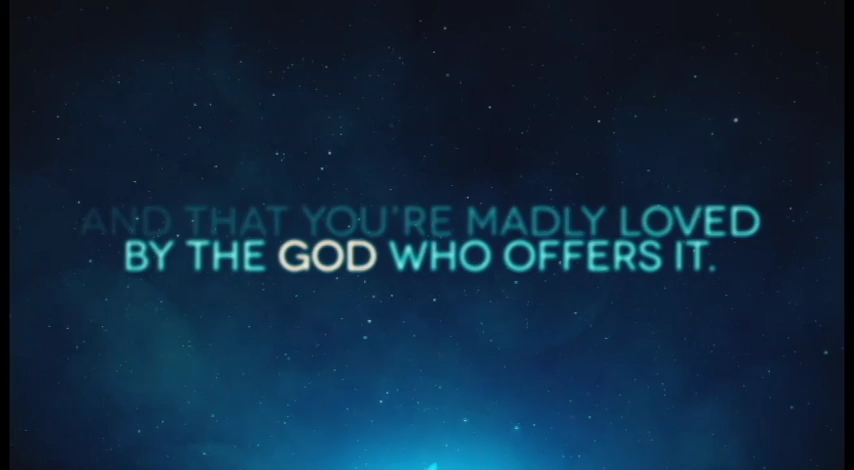 AND THAT YOU'RE MADLY LOVED
BY THE GOD WHO OFFERS IT.